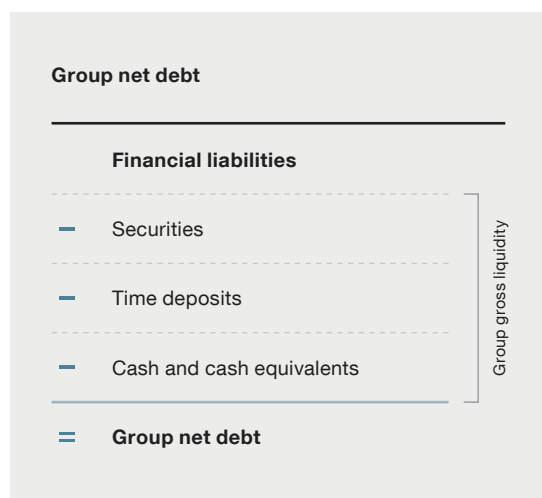 Group net debt
Financial liabilities
– Securities
– Time deposits
– Cash and cash equivalents
= Group net debt
Group gross liquidity